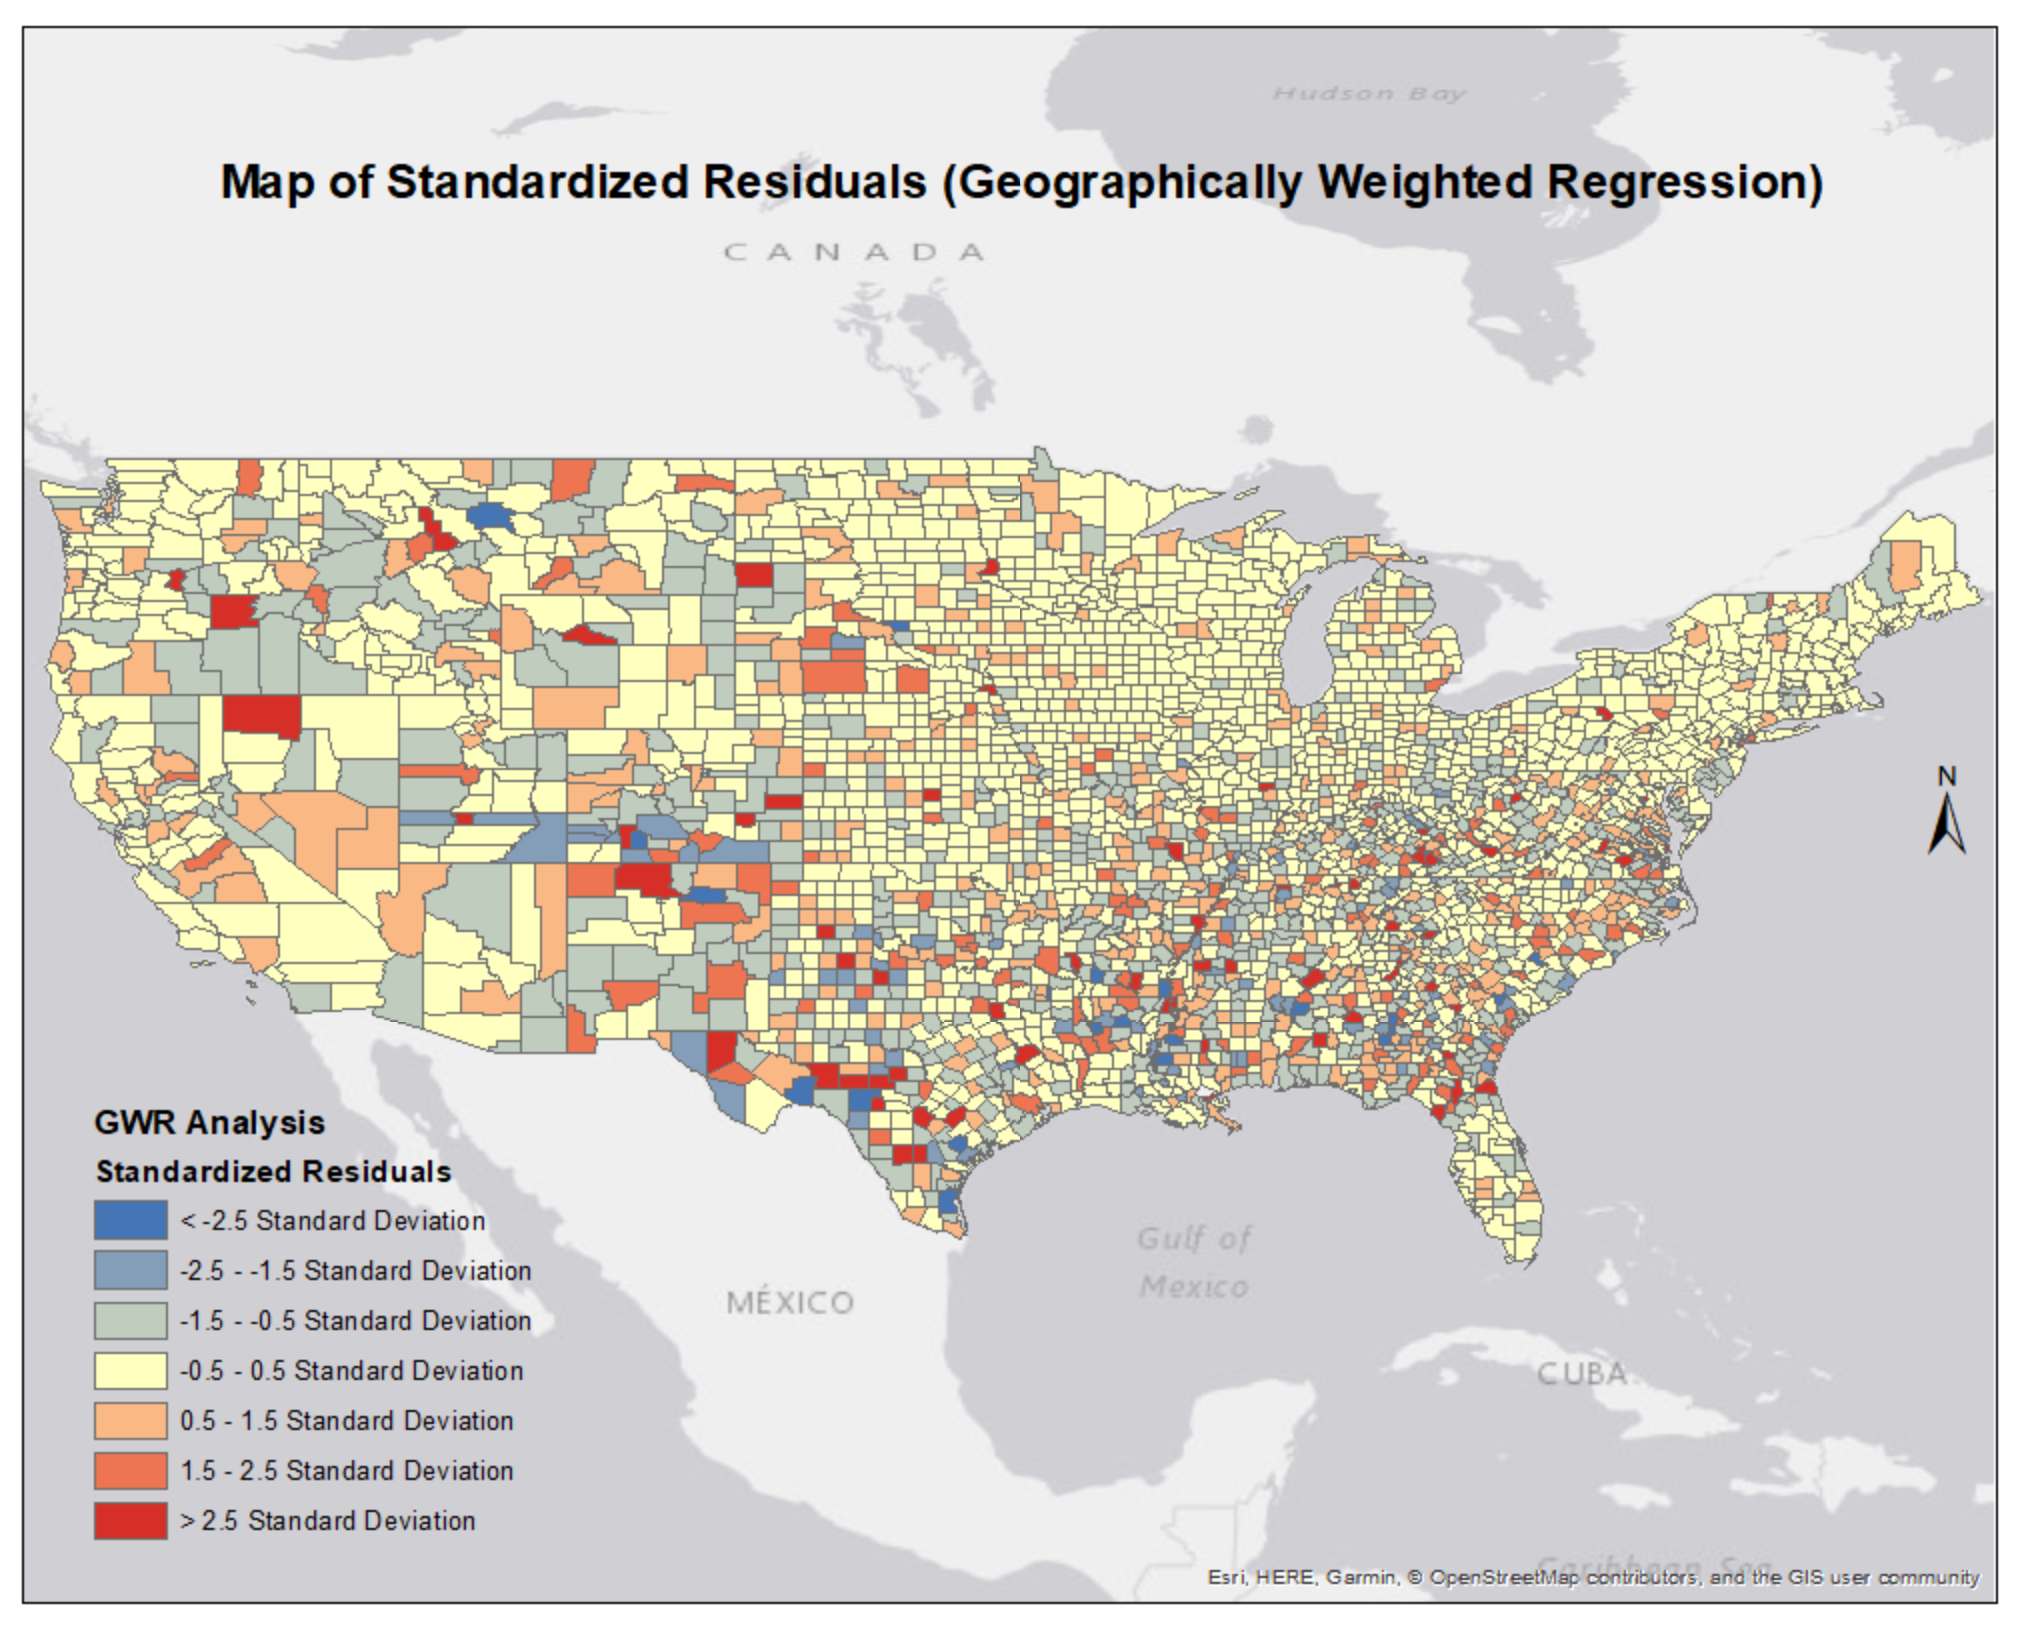 Hudson Bay
Map of Standardized Residuals (Geographically Weighted Regression)
CANADA
N
GWR Analysis
Standardized Residuals
< -2.5 Standard Deviation
-2.5 - -1.5 Standard Deviation
-1.5 - -0.5 Standard Deviation
-0.5 - 0.5 Standard Deviation
0.5 - 1.5 Standard Deviation
1.5 - 2.5 Standard Deviation
> 2.5 Standard Deviation
Gulf of
Mexico
MÉXICO
CUBA
Caribbean Sea
Esri, HERE, Garmin, © OpenStreetMap contributors, and the GIS user community